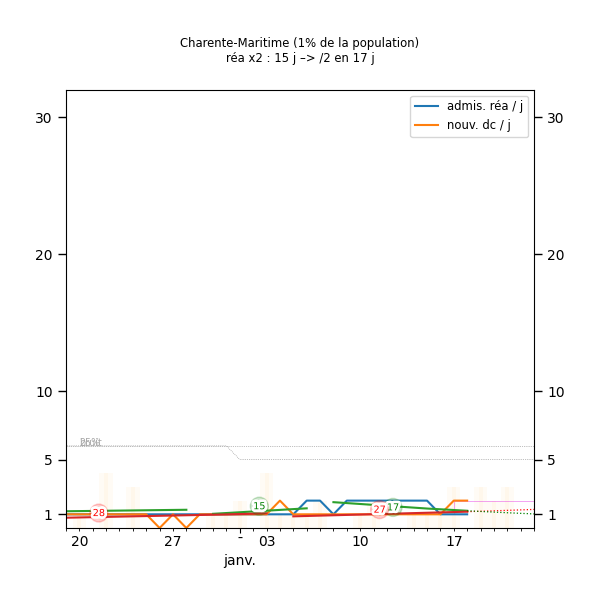 Charente-Maritime (1% de la population)
réa x2 : 15 j –> /2 en 17 j
admis. réa / j
nouv. dc / j
30 30
20 20
10 10
5 5
1 1
28 15 27 17
20 27 - 03 10 17
janv.